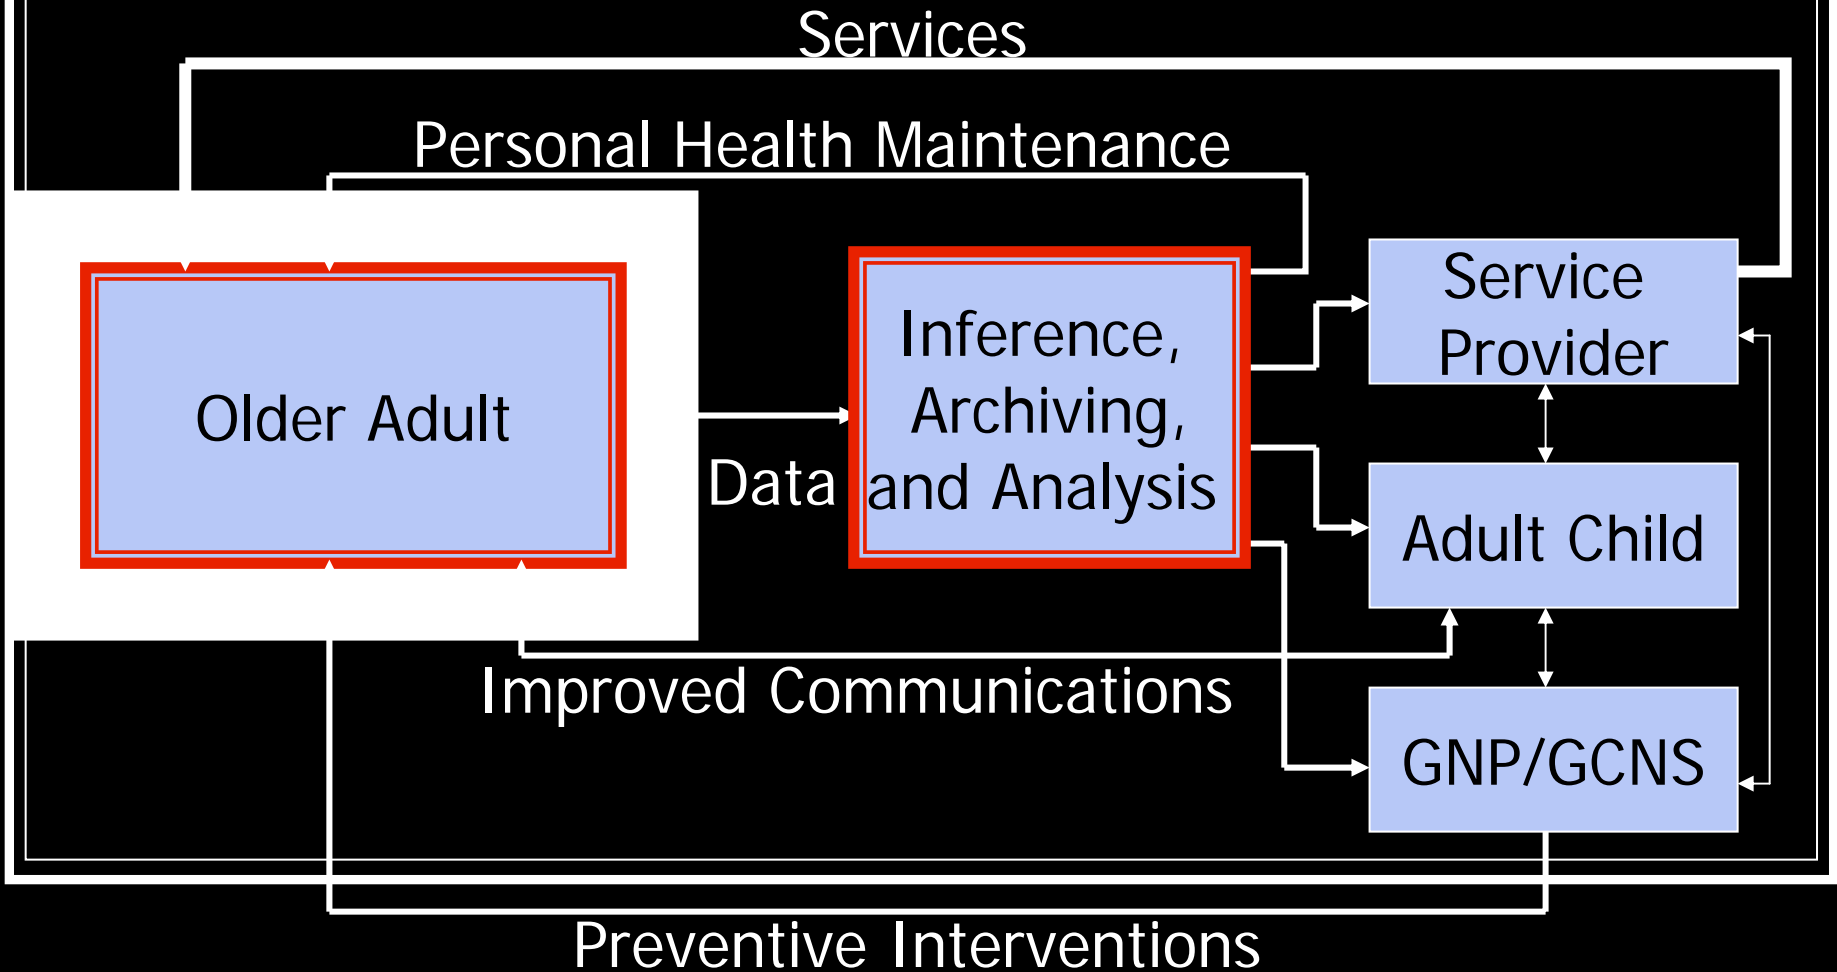 Services
Personal Health Maintenance
Older Adult
Data
Inference,
Archiving,
and Analysis
Service
Provider
Adult Child
GNP/GCNS
Improved Communications
Preventive Interventions